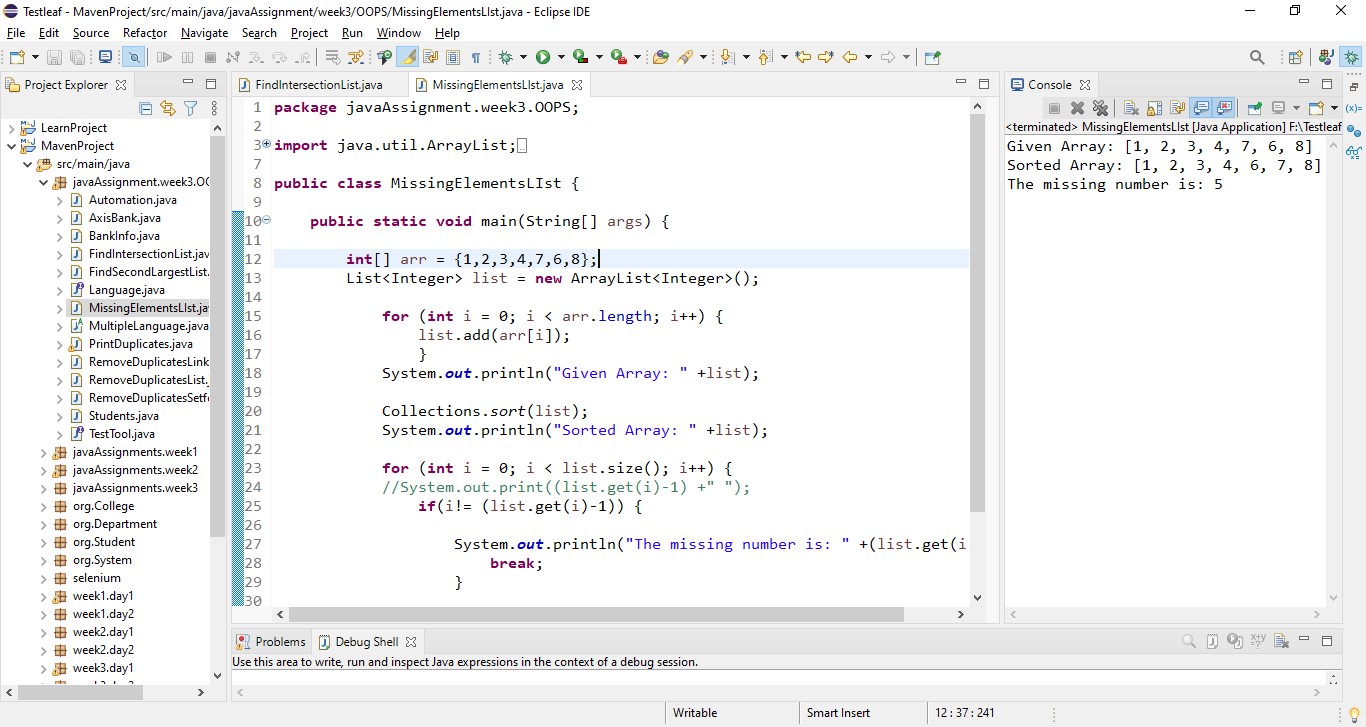 Testleaf - MavenProject/src/main/java/javaAssignment/week3/OOPS/MissingElementsLIst.java - Eclipse IDE
File Edit Source Refactor Navigate Search Project Run Window Help
Project Explorer
LearnProject
MavenProject
src/main/java
javaAssignment.week3.OO
Automation.java
AxisBank.java
BankInfo.java
FindIntersectionList.jav
FindSecondLargestList.
Language.java
MissingElementsLIst.ja
MultipleLanguage.java
PrintDuplicates.java
RemoveDuplicatesLink
RemoveDuplicatesList.j
RemoveDuplicatesSetf
Students.java
TestTool.java
javaAssignments.week1
javaAssignments.week2
javaAssignments.week3
org.College
org.Department
org.Student
org.System
selenium
week1.day1
week1.day2
week2.day1
week2.day2
week3.day1
FindIntersectionList.java MissingElementsLIst.java
1 package javaAssignment.week3.OOPS;
2
3 import java.util.ArrayList;
7
8 public class MissingElementsLIst {
9
10 public static void main(String[] args) {
11
12 int[] arr = {1,2,3,4,7,6,8};
13 List<Integer> list = new ArrayList<Integer>();
14
15 for (int i = 0; i < arr.length; i++) {
16 list.add(arr[i]);
17 }
18 System.out.println("Given Array: " +list);
19
20 Collections.sort(list);
21 System.out.println("Sorted Array: " +list);
22
23 for (int i = 0; i < list.size(); i++) {
24 //System.out.print((list.get(i)-1) +" ");
25 if(i!= (list.get(i)-1)) {
26
27 System.out.println("The missing number is: " +(list.get(i
28 break;
29 }
30
Console
<terminated> MissingElementsLIst [Java Application] F:\Testleaf
Given Array: [1, 2, 3, 4, 7, 6, 8]
Sorted Array: [1, 2, 3, 4, 6, 7, 8]
The missing number is: 5
Problems Debug Shell
Use this area to write, run and inspect Java expressions in the context of a debug session.
Writable Smart Insert 12 : 37 : 241